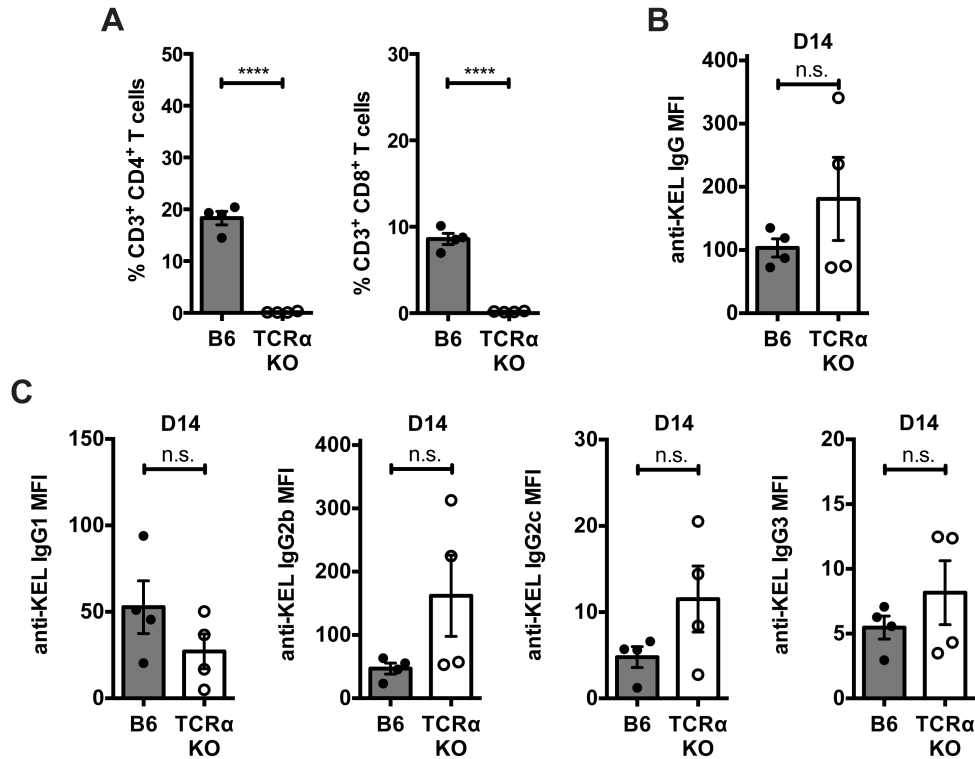 A
% CD3+ CD4+ T cells
50
40
30
20
10
0
****
B6
TCRα
KO
% CD3+ CD8+ T cells
30
20
10
0
****
B6
TCRα
KO
B
D14
n.s.
anti-KEL IgG MFI
400
300
200
100
0
B6
TCRα
KO
C
D14
n.s.
anti-KEL IgG1 MFI
150
100
50
0
B6
TCRα
KO
D14
n.s.
anti-KEL IgG2b MFI
400
300
200
100
0
B6
TCRα
KO
D14
n.s.
anti-KEL IgG2c MFI
30
20
10
0
B6
TCRα
KO
D14
n.s.
anti-KEL IgG3 MFI
20
15
10
5
0
B6
TCRα
KO